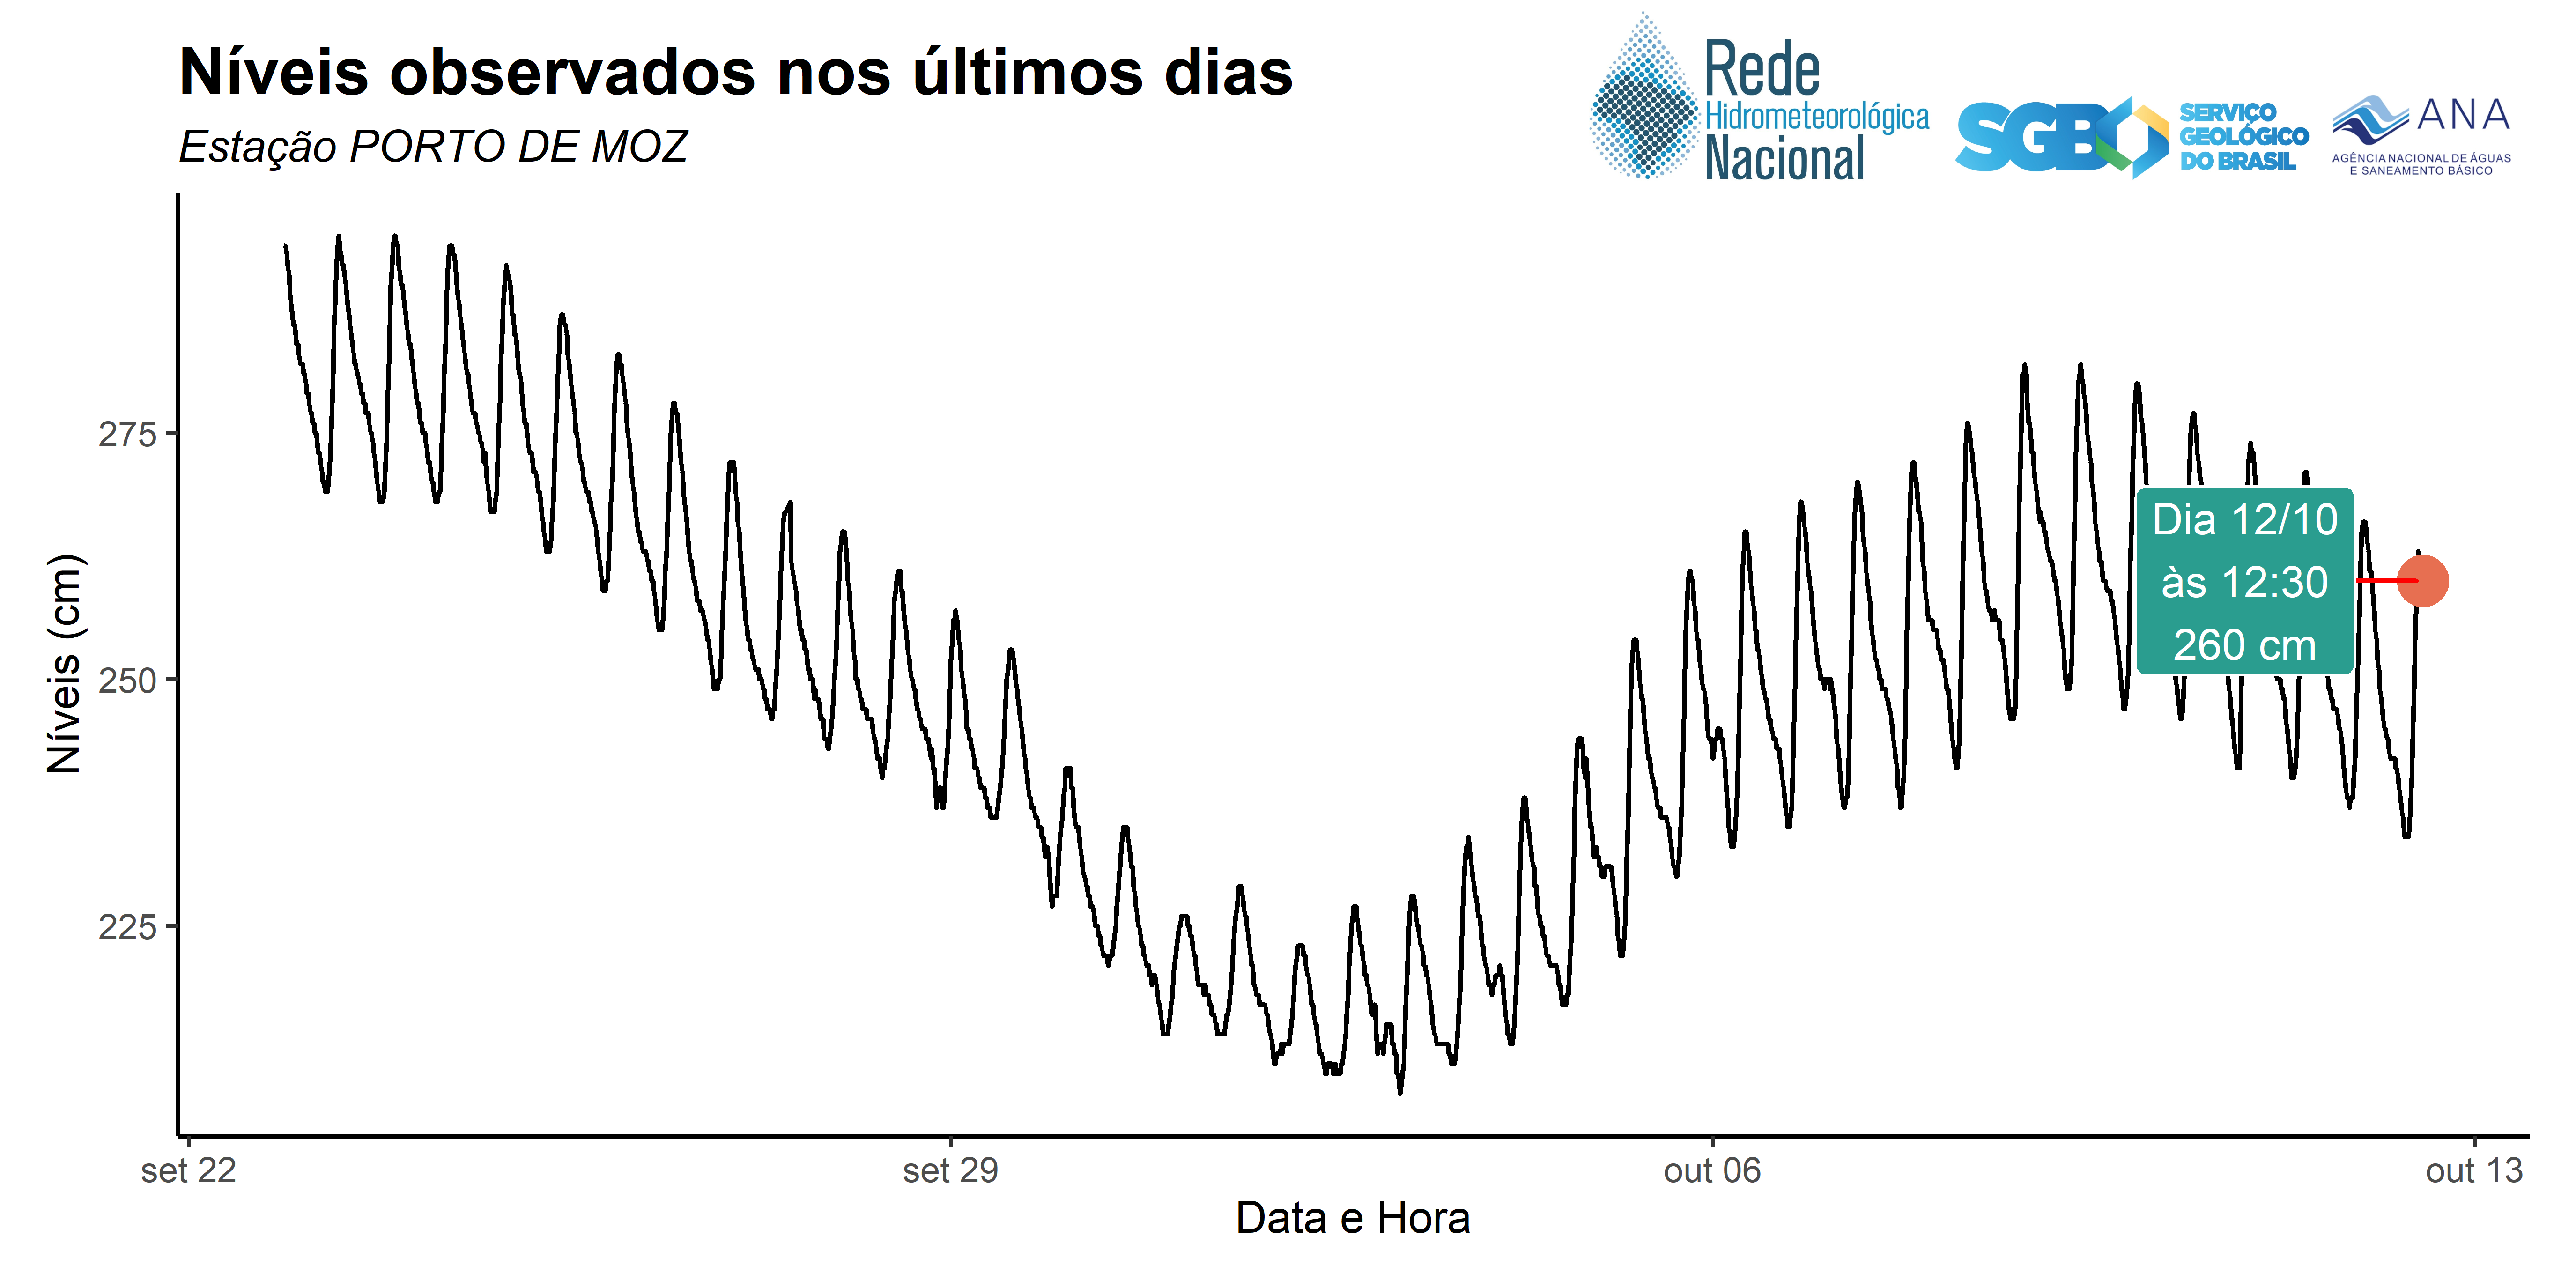 Níveis observados nos últimos dias
Estação PORTO DE MOZ
Rede
Hidrometeorológica
Nacional
SGB
SERVIÇO
GEOLÓGICO
DO BRASIL
ANA
AGÊNCIA NACIONAL DE ÁGUAS
E SANEAMENTO BÁSICO
Níveis (cm)
275
250
225
Dia 12/10
às 12:30
260 cm
set 22
set 29
out 06
out 13
Data e Hora